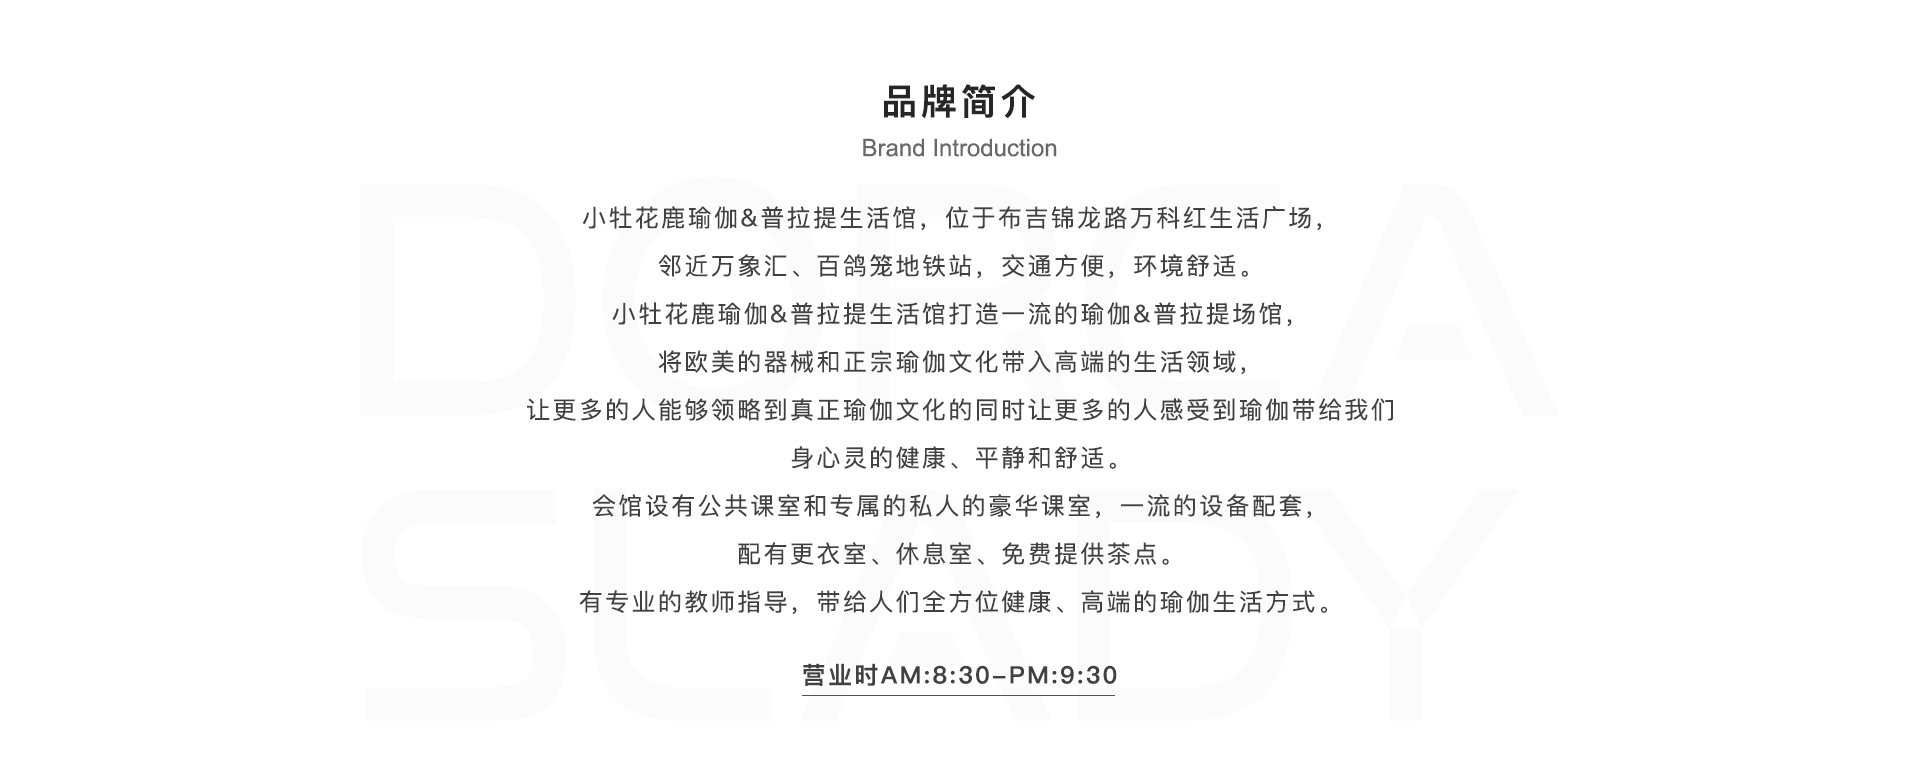 品牌简介
Brand Introduction
小牡花鹿瑜伽&普拉提生活馆，位于布吉锦龙路万科红生活广场，
邻近万象汇、百鸽笼地铁站，交通方便，环境舒适。
小牡花鹿瑜伽&普拉提生活馆打造一流的瑜伽&普拉提场馆，
将欧美的器械和正宗瑜伽文化带入高端的生活领域，
让更多的人能够领略到真正瑜伽文化的同时让更多的人感受到瑜伽带给我们
身心灵的健康、平静和舒适。
会馆设有公共课室和专属的私人的豪华课室，一流的设备配套，
配有更衣室、休息室、免费提供茶点。
有专业的教师指导，带给人们全方位健康、高端的瑜伽生活方式。
营业时AM:8:30-PM:9:30
DORCA
SLADY